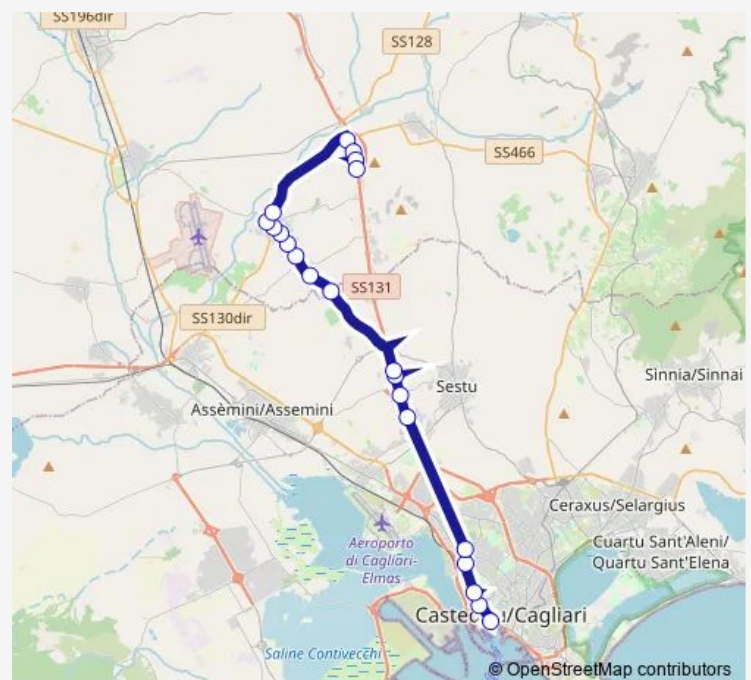 SS196dir
SS128
SS466
SS131
SS130dir
Sinnia/Sinnai
Sestu
Assèmini/Assemini
Ceraxus/Selargius
Aeroporto
di Cagliari-
Elmas
Cuartu Sant'Aleni/
Quartu Sant'Elena
/Cagliari
Saline Contivecchi
© OpenStreetMap contributors